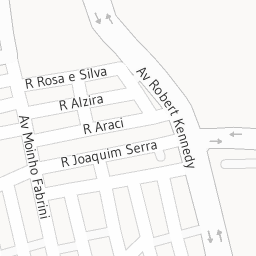 R Rosa e Silva
Av Robert Kennedy
R Alzira
R Araci
Av Moinho Fabrini
R Joaquim Serra